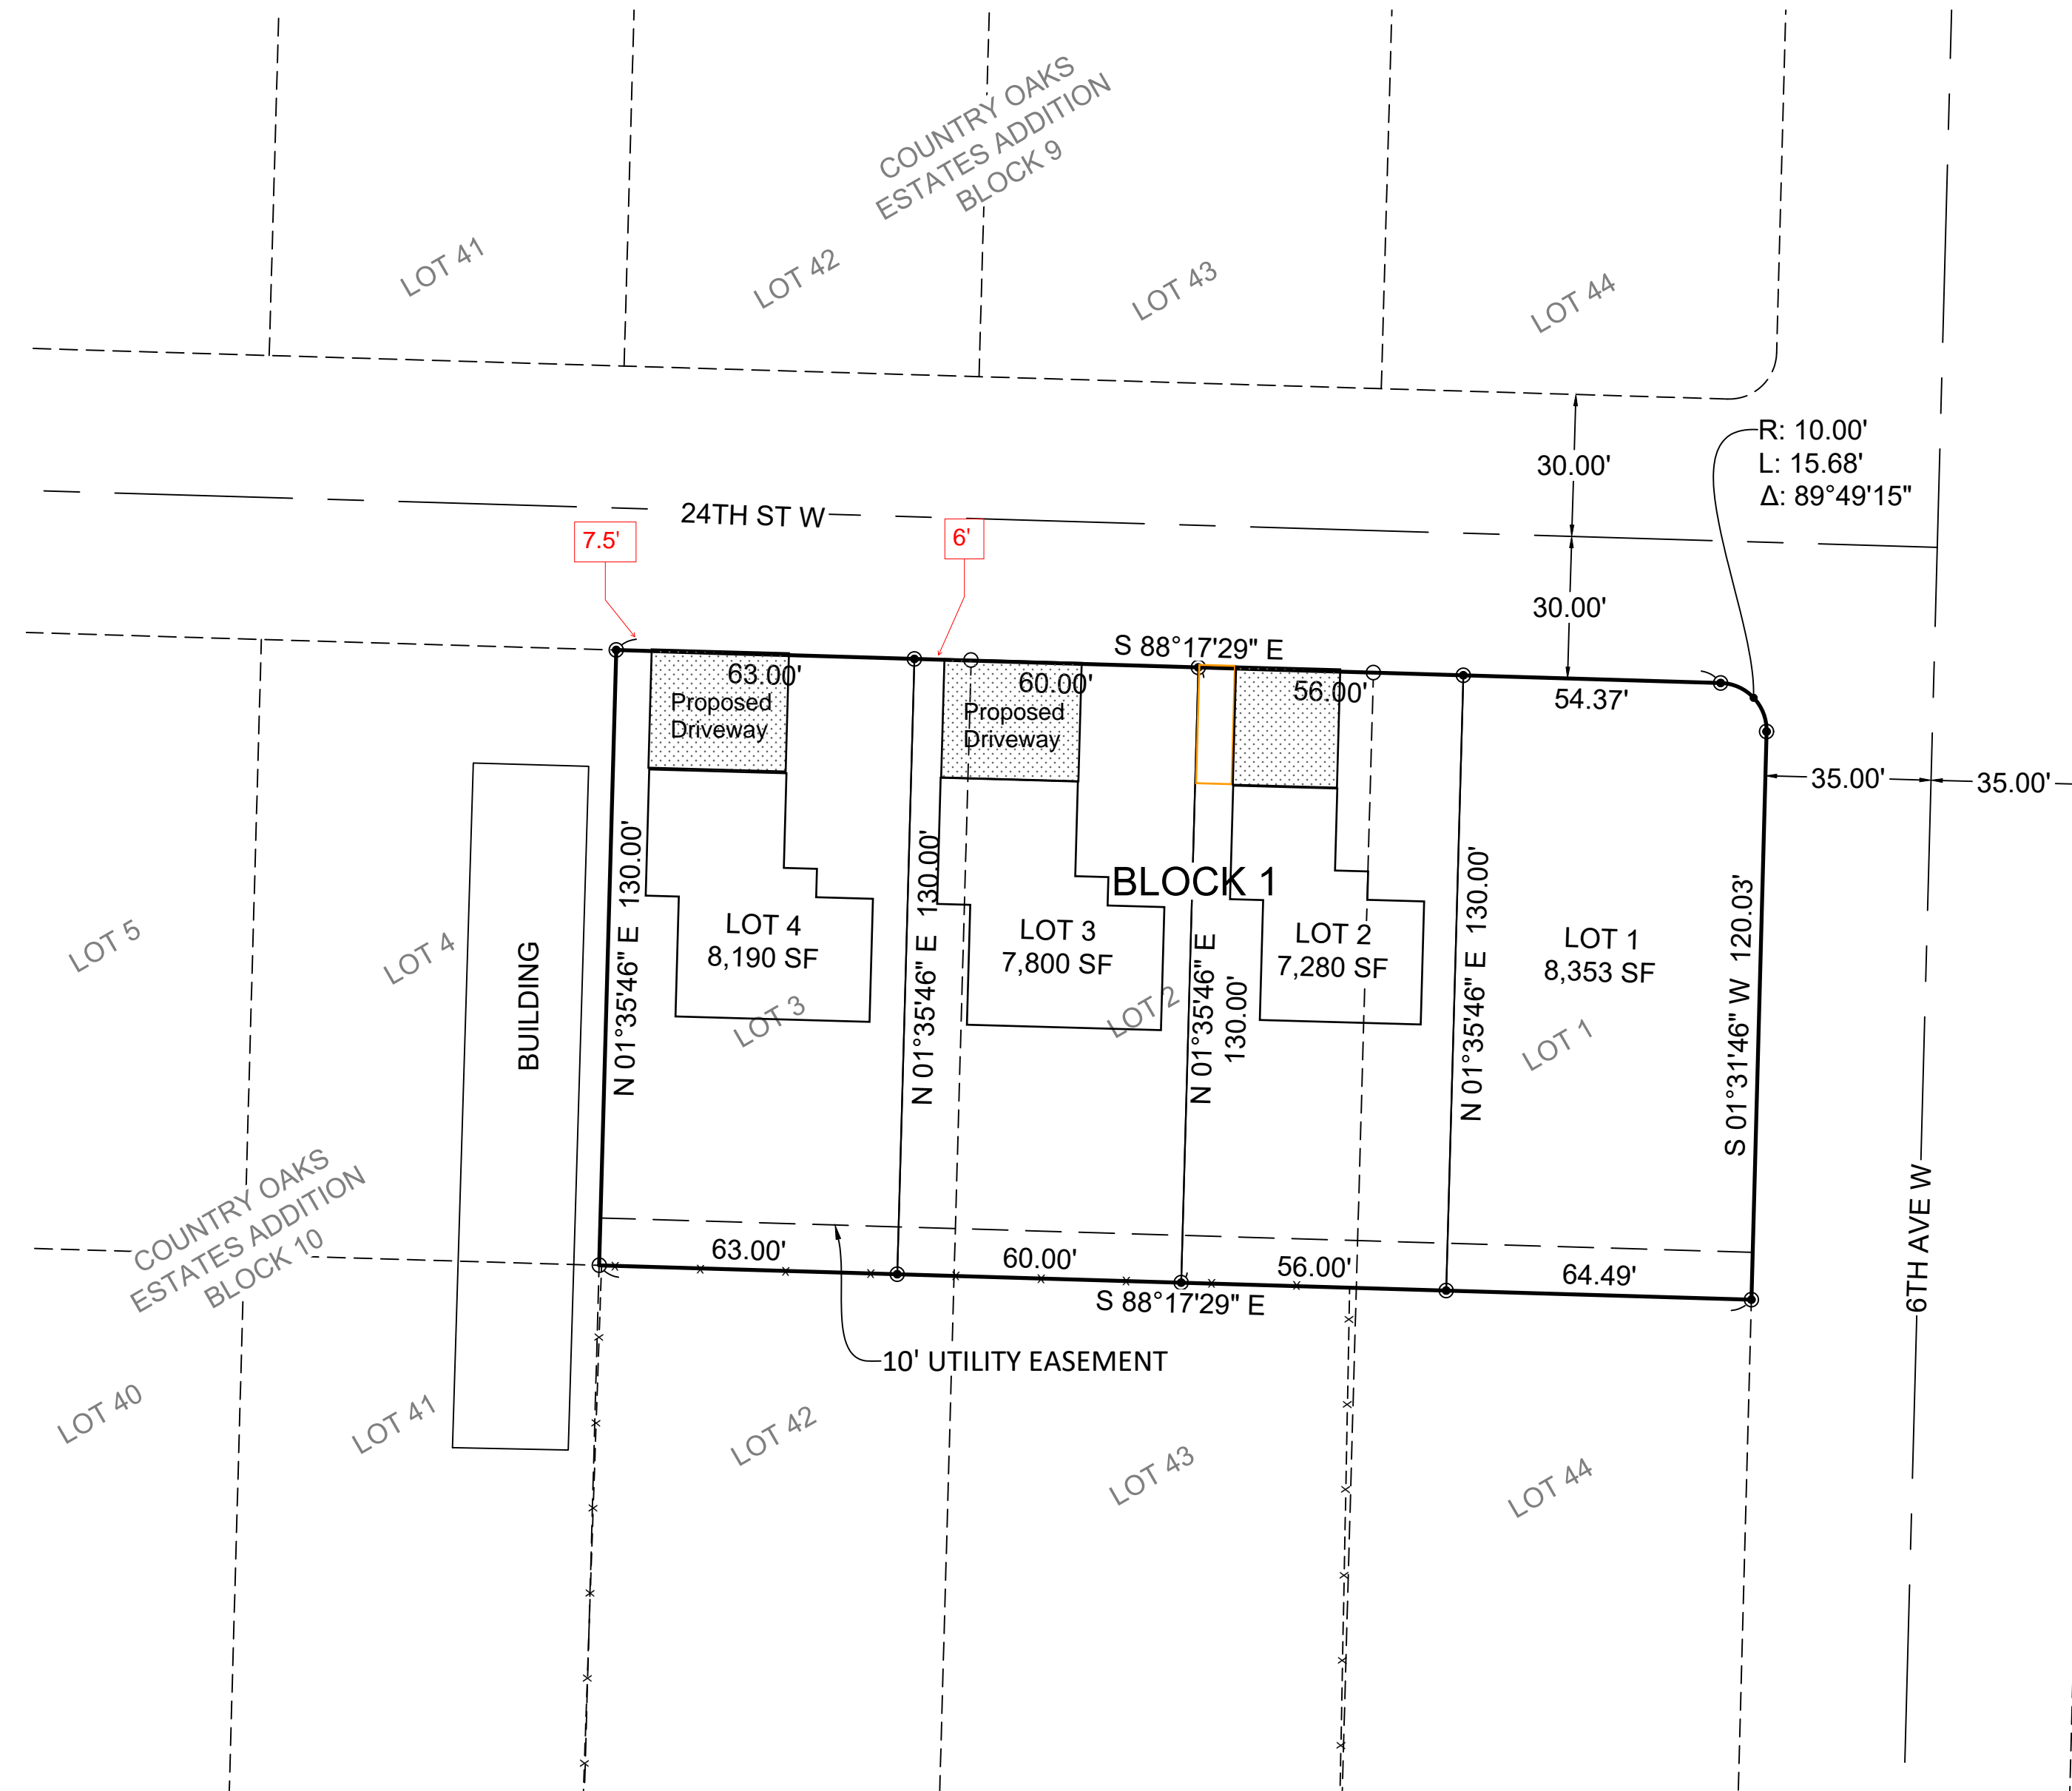 COUNTRY OAKS
ESTATES ADDITION
BLOCK 9
LOT 41
LOT 42
LOT 43
LOT 44
R: 10.00'
L: 15.68'
Δ: 89°49'15"
30.00'
24TH ST W
7.5'
6'
30.00'
S 88°17'29" E
63.00'
60.00'
56.00'
54.37'
Proposed
Driveway
Proposed
Driveway
35.00'
35.00'
BLOCK 1
N 01°35'46" E 130.00'
N 01°35'46" E 130.00'
N 01°35'46" E
130.00'
N 01°35'46" E 130.00'
S 01°31'46" W 120.03'
LOT 5
LOT 4
BUILDING
LOT 4
8,190 SF
LOT 3
7,800 SF
LOT 2
7,280 SF
LOT 1
8,353 SF
LOT 3
LOT 2
LOT 1
COUNTRY OAKS
ESTATES ADDITION
BLOCK 10
6TH AVE W
63.00'
60.00'
56.00'
64.49'
S 88°17'29" E
10' UTILITY EASEMENT
LOT 40
LOT 41
LOT 42
LOT 43
LOT 44